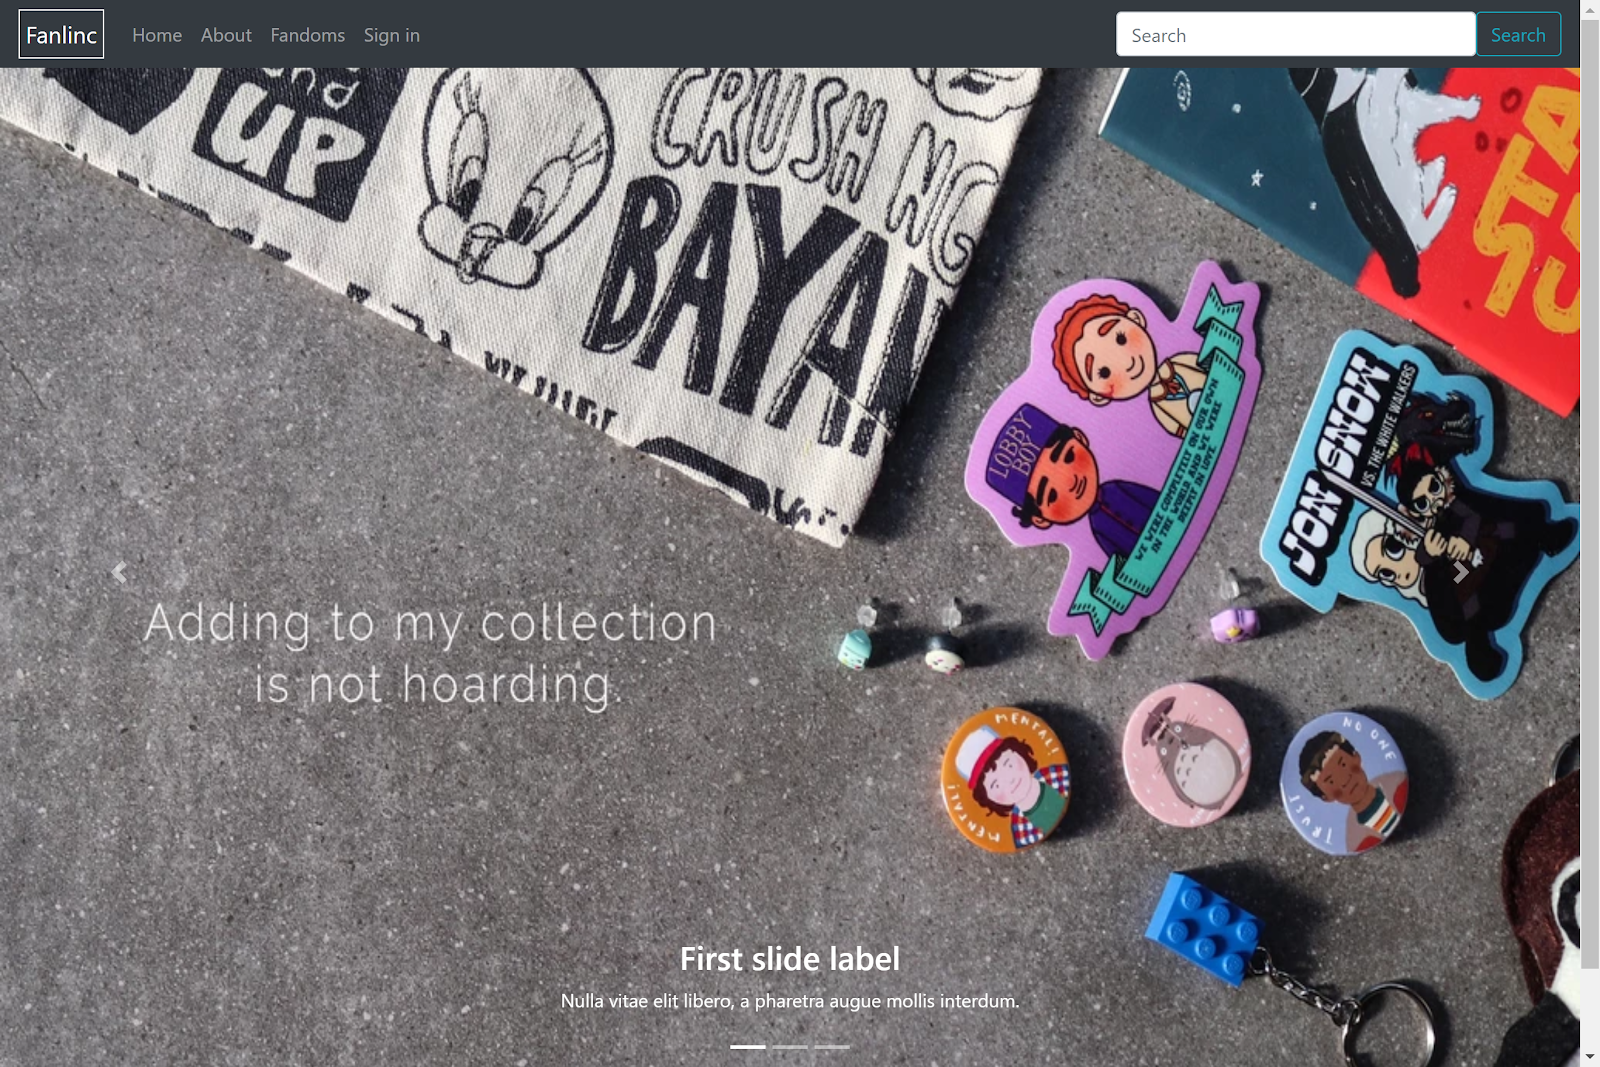 Fanlinc
Home About Fandoms Sign in
Search
Search
and
UP
CRUSH NG
BAYAN
STA
LOBBY
BOY
WE WERE COMPLETELY ON OUR OWN
IN THE WORLD AND WE WERE
DEEPLY IN LOVE
JON SNOW
VS. THE WHITE WALKERS
Adding to my collection
is not hoarding.
MENTAL!
MENTAL!
NO ONE
TRUST
First slide label
Nulla vitae elit libero, a pharetra augue mollis interdum.